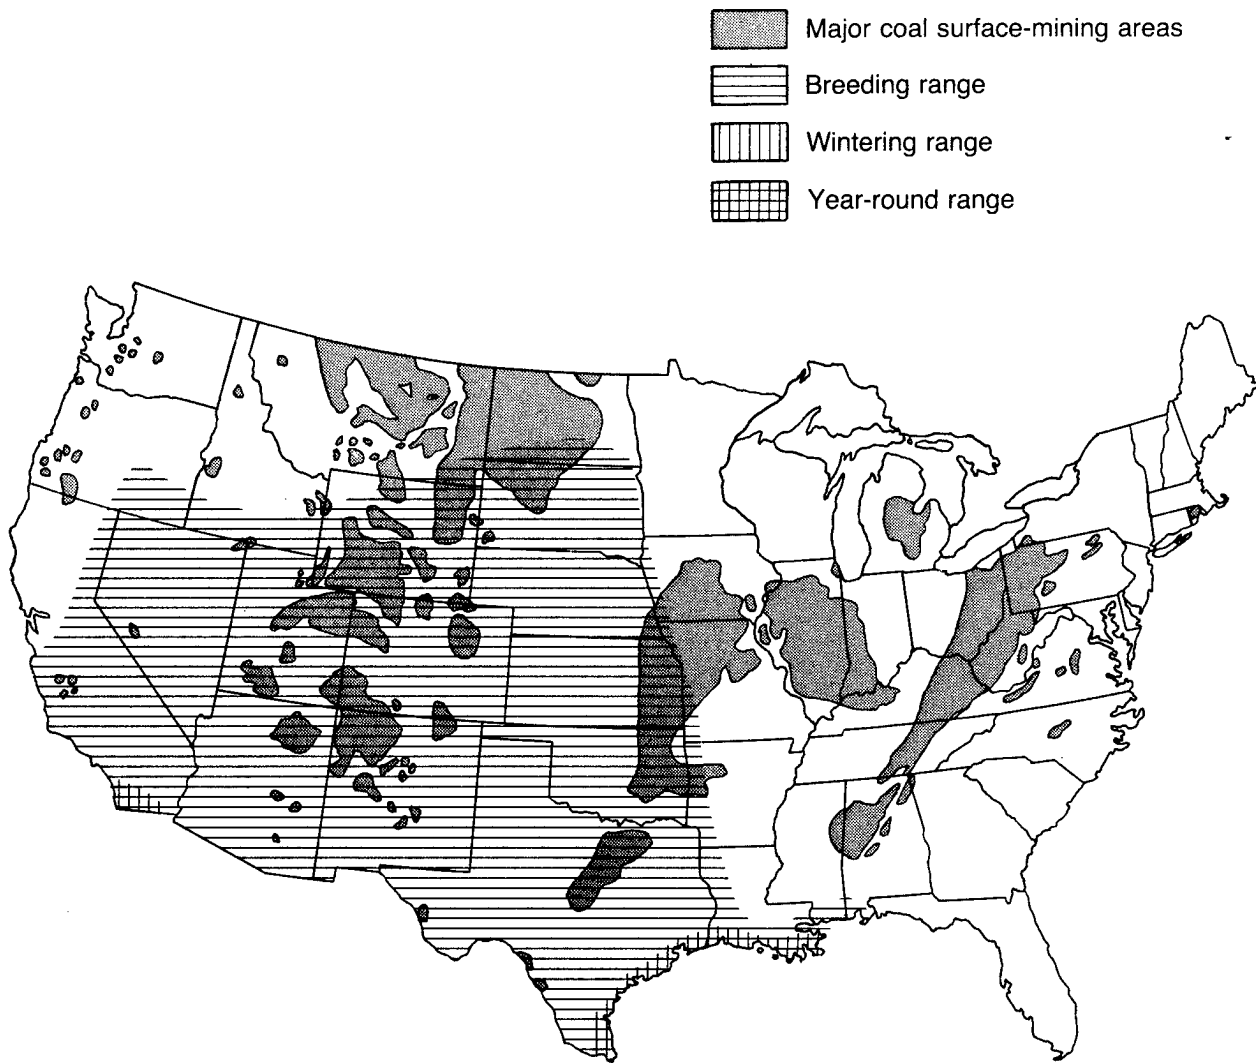 Major coal surface-mining areas
Breeding range
Wintering range
Year-round range